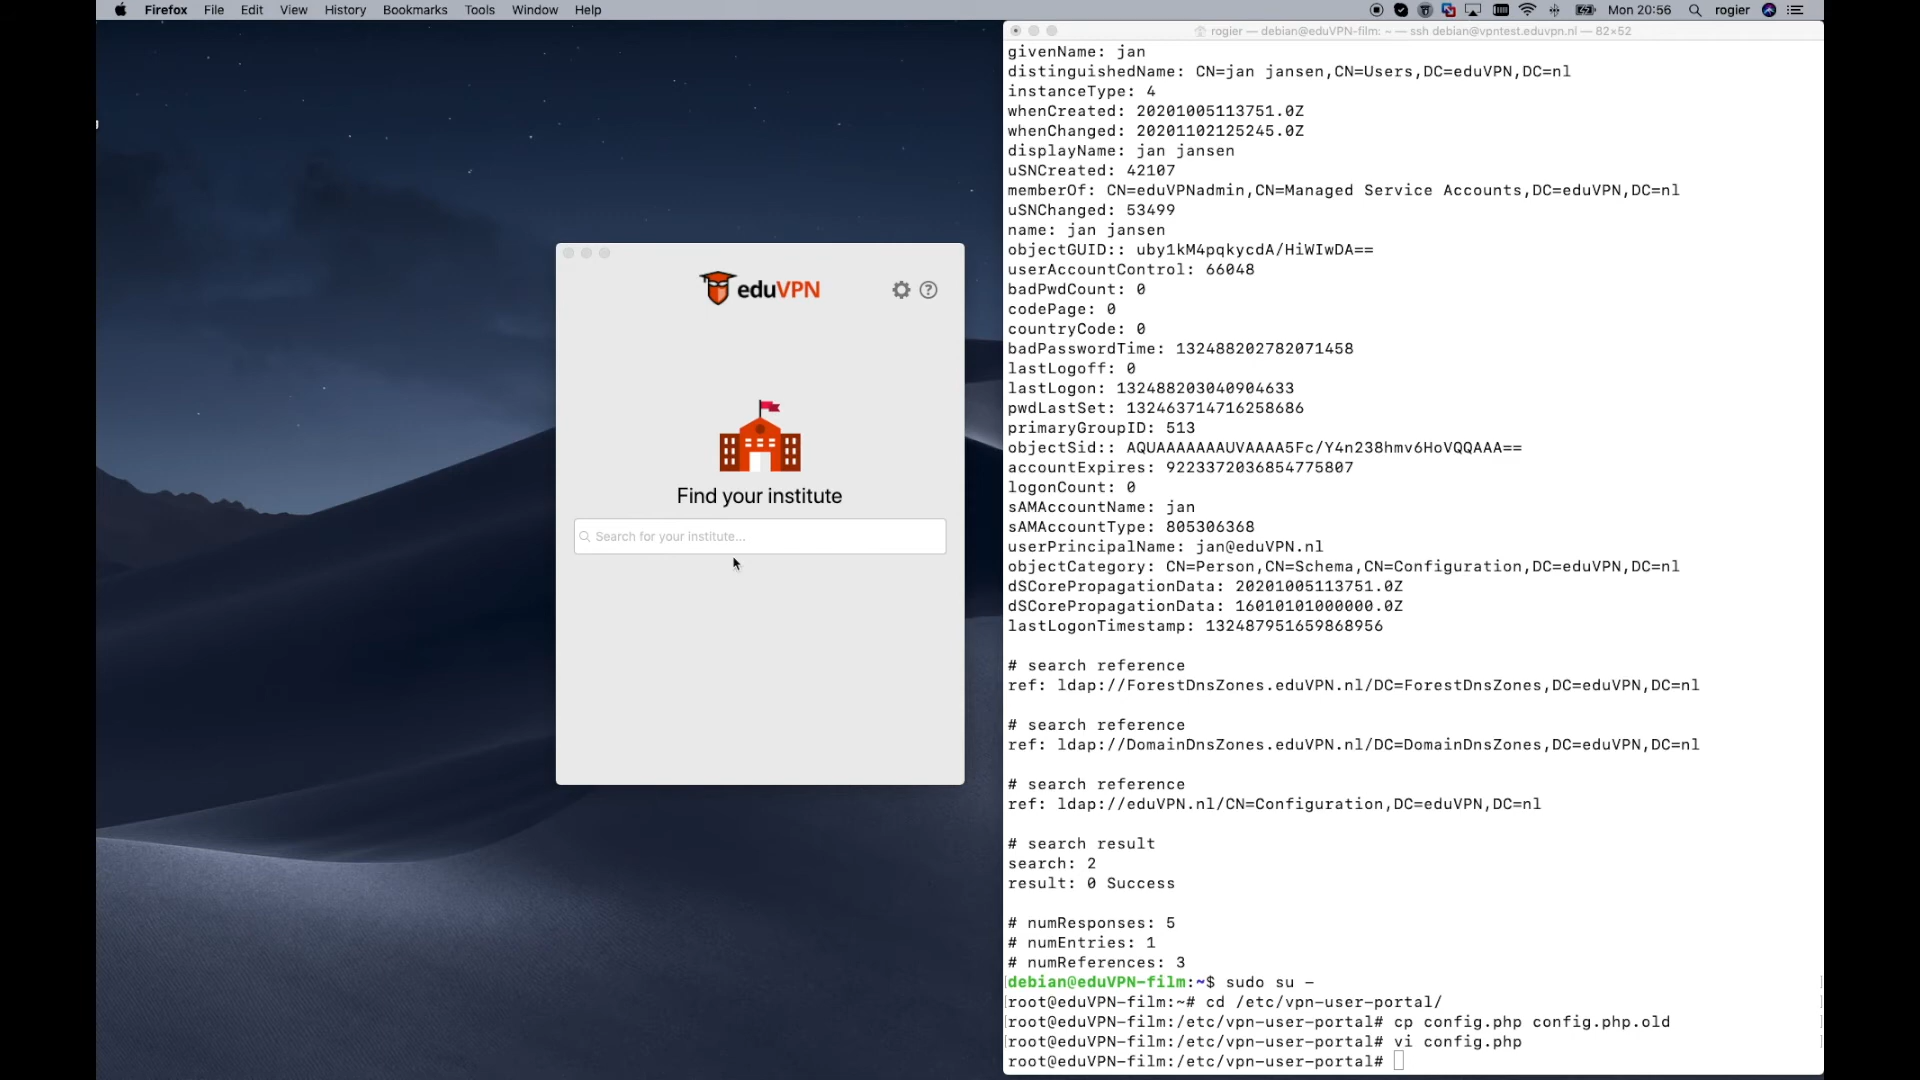 Firefox File Edit View History Bookmarks Tools Window Help
Mon 20:56 rogier
rogier — debian@eduVPN-film: ~ — ssh debian@vpntest.eduvpn.nl — 82×52
eduVPN
Find your institute
Search for your institute...
givenName: jan
distinguishedName: CN=jan jansen,CN=Users,DC=eduVPN,DC=nl
instanceType: 4
whenCreated: 20201005113751.0Z
whenChanged: 20201102125245.0Z
displayName: jan jansen
uSNCreated: 42107
memberOf: CN=eduVPNadmin,CN=Managed Service Accounts,DC=eduVPN,DC=nl
uSNChanged: 53499
name: jan jansen
objectGUID:: uby1kM4pqkycdA/HiWIwDA==
userAccountControl: 66048
badPwdCount: 0
codePage: 0
countryCode: 0
badPasswordTime: 132488202782071458
lastLogoff: 0
lastLogon: 132488203040904633
pwdLastSet: 132463714716258686
primaryGroupID: 513
objectSid:: AQUAAAAAAAUVAAAA5Fc/Y4n238hmv6HoVQQAAA==
accountExpires: 9223372036854775807
logonCount: 0
sAMAccountName: jan
sAMAccountType: 805306368
userPrincipalName: jan@eduVPN.nl
objectCategory: CN=Person,CN=Schema,CN=Configuration,DC=eduVPN,DC=nl
dSCorePropagationData: 20201005113751.0Z
dSCorePropagationData: 16010101000000.0Z
lastLogonTimestamp: 132487951659868956
# search reference
ref: ldap://ForestDnsZones.eduVPN.nl/DC=ForestDnsZones,DC=eduVPN,DC=nl
# search reference
ref: ldap://DomainDnsZones.eduVPN.nl/DC=DomainDnsZones,DC=eduVPN,DC=nl
# search reference
ref: ldap://eduVPN.nl/CN=Configuration,DC=eduVPN,DC=nl
# search result
search: 2
result: 0 Success
# numResponses: 5
# numEntries: 1
# numReferences: 3
debian@eduVPN-film:~$ sudo su -
root@eduVPN-film:~# cd /etc/vpn-user-portal/
root@eduVPN-film:/etc/vpn-user-portal# cp config.php config.php.old
root@eduVPN-film:/etc/vpn-user-portal# vi config.php
root@eduVPN-film:/etc/vpn-user-portal#